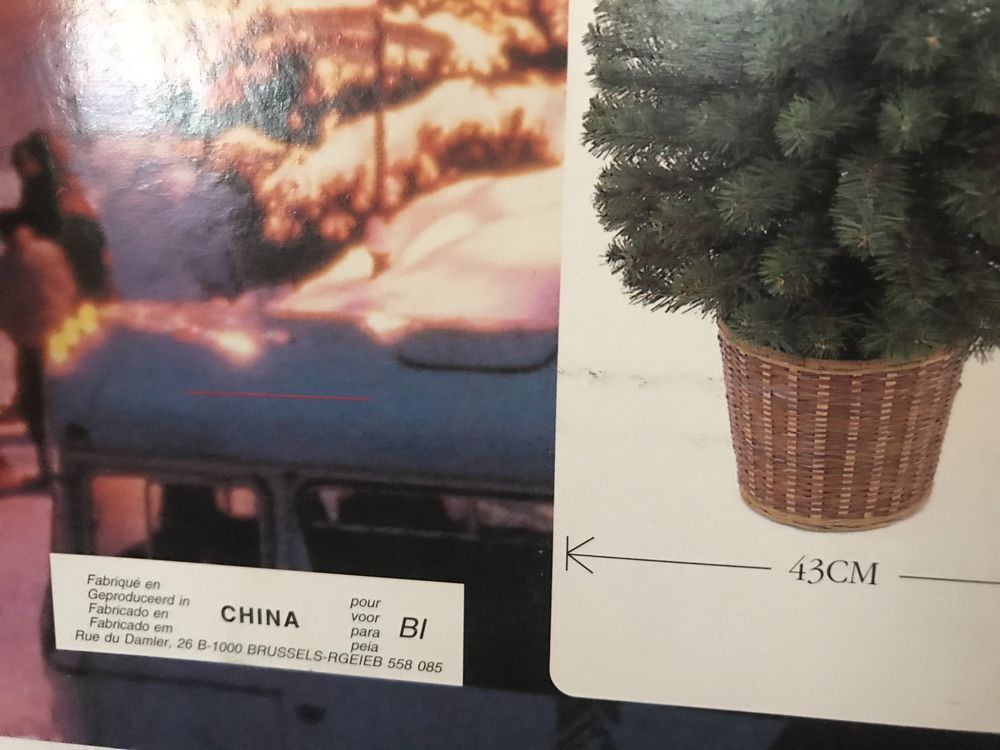 Fabriqué en
Geproduceerd in
Fabricado en
Fabricado em
CHINA
pour
voor
para
peia
BI
Rue du Damler, 26 B-1000 BRUSSELS-RGEIEB 558 085
43CM